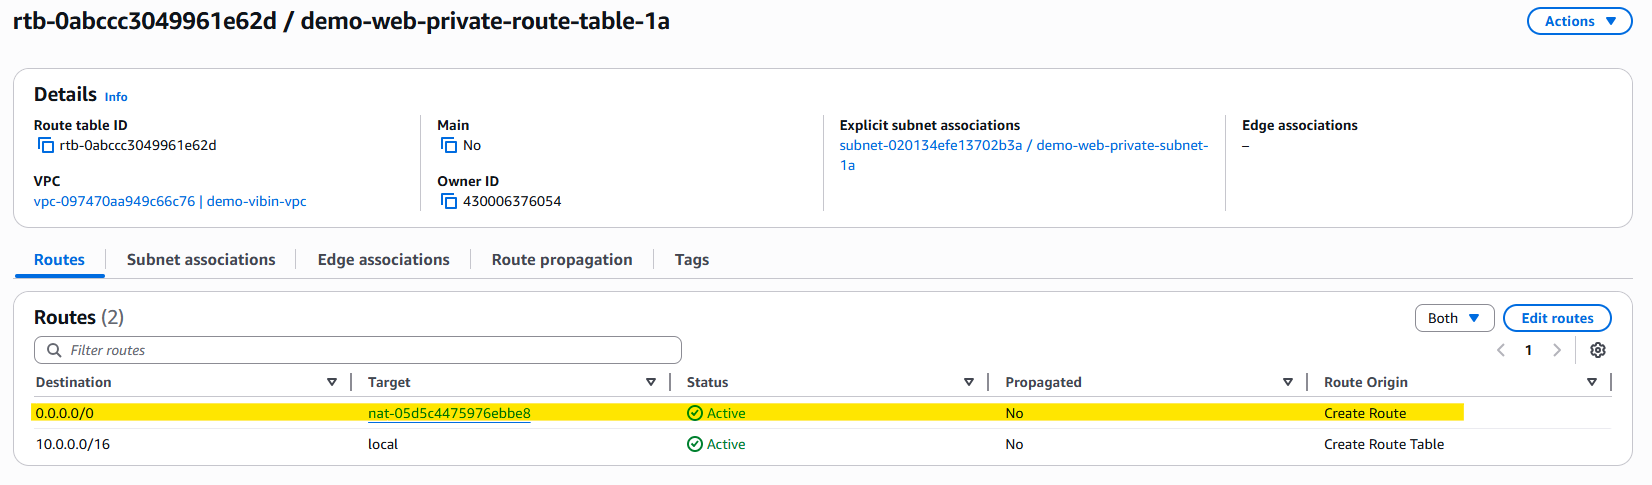 rtb-0abccc3049961e62d / demo-web-private-route-table-1a
Actions
Details Info
Route table ID
rtb-0abccc3049961e62d
Main
No
Explicit subnet associations
subnet-020134efe13702b3a / demo-web-private-subnet-
1a
Edge associations
–
VPC
vpc-097470aa949c66c76 | demo-vibin-vpc
Owner ID
430006376054
Routes Subnet associations Edge associations Route propagation Tags
Routes (2)
Both Edit routes
Filter routes
1
Destination Target Status Propagated Route Origin
0.0.0.0/0 nat-05d5c4475976ebbe8 Active No Create Route
10.0.0.0/16 local Active No Create Route Table